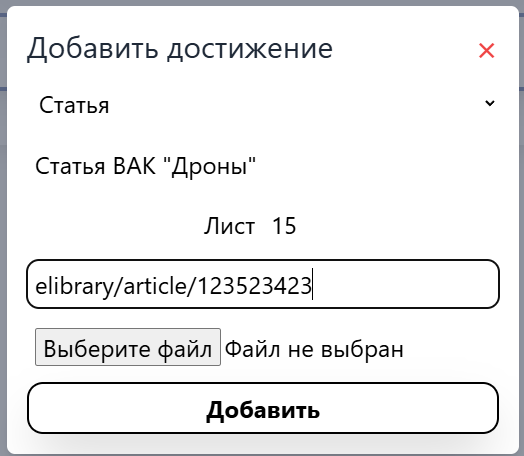 Добавить достижение
Статья
Статья ВАК "Дроны"
Лист 15
elibrary/article/123523423
Выберите файл Файл не выбран
Добавить